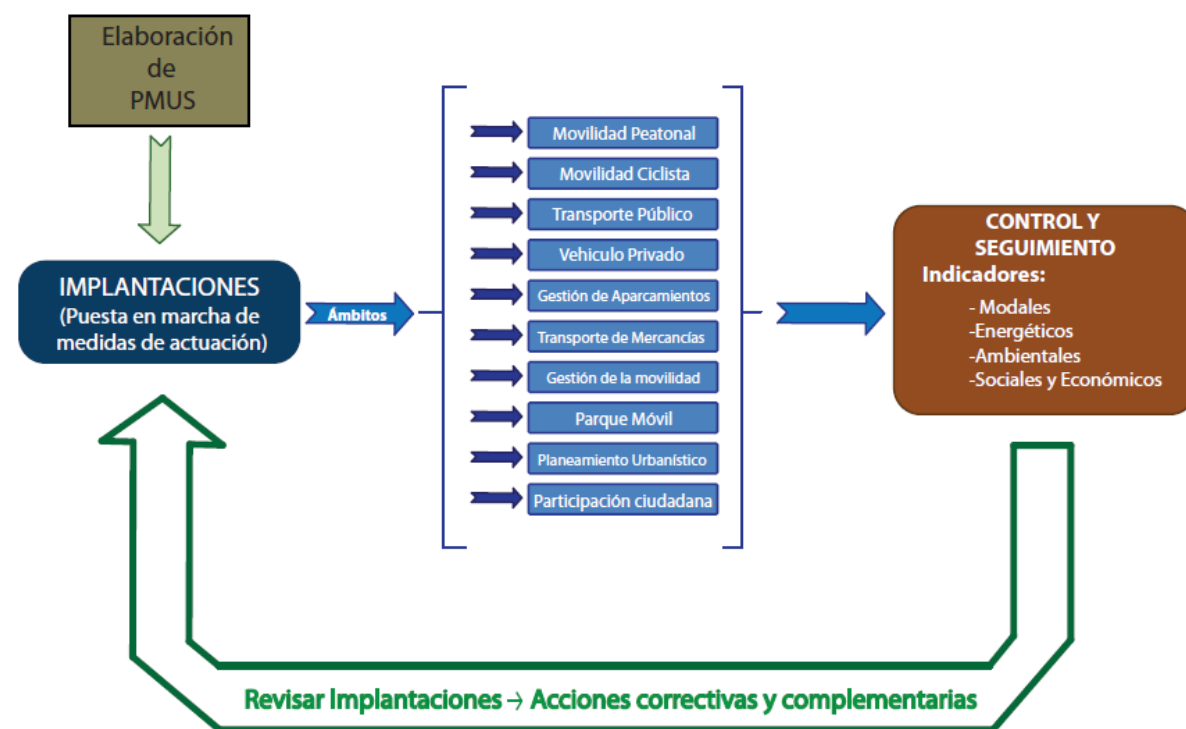 Elaboración
de
PMUS
IMPLANTACIONES
(Puesta en marcha de
medidas de actuación)
Ámbitos
Movilidad Peatonal
Movilidad Ciclista
Transporte Público
Vehiculo Privado
Gestión de Aparcamientos
Transporte de Mercancías
Gestión de la movilidad
Parque Móvil
Planeamiento Urbanístico
Participación ciudadana
CONTROL Y
SEGUIMIENTO
Indicadores:
- Modales
-Energéticos
-Ambientales
-Sociales y Económicos
Revisar Implantaciones → Acciones correctivas y complementarias